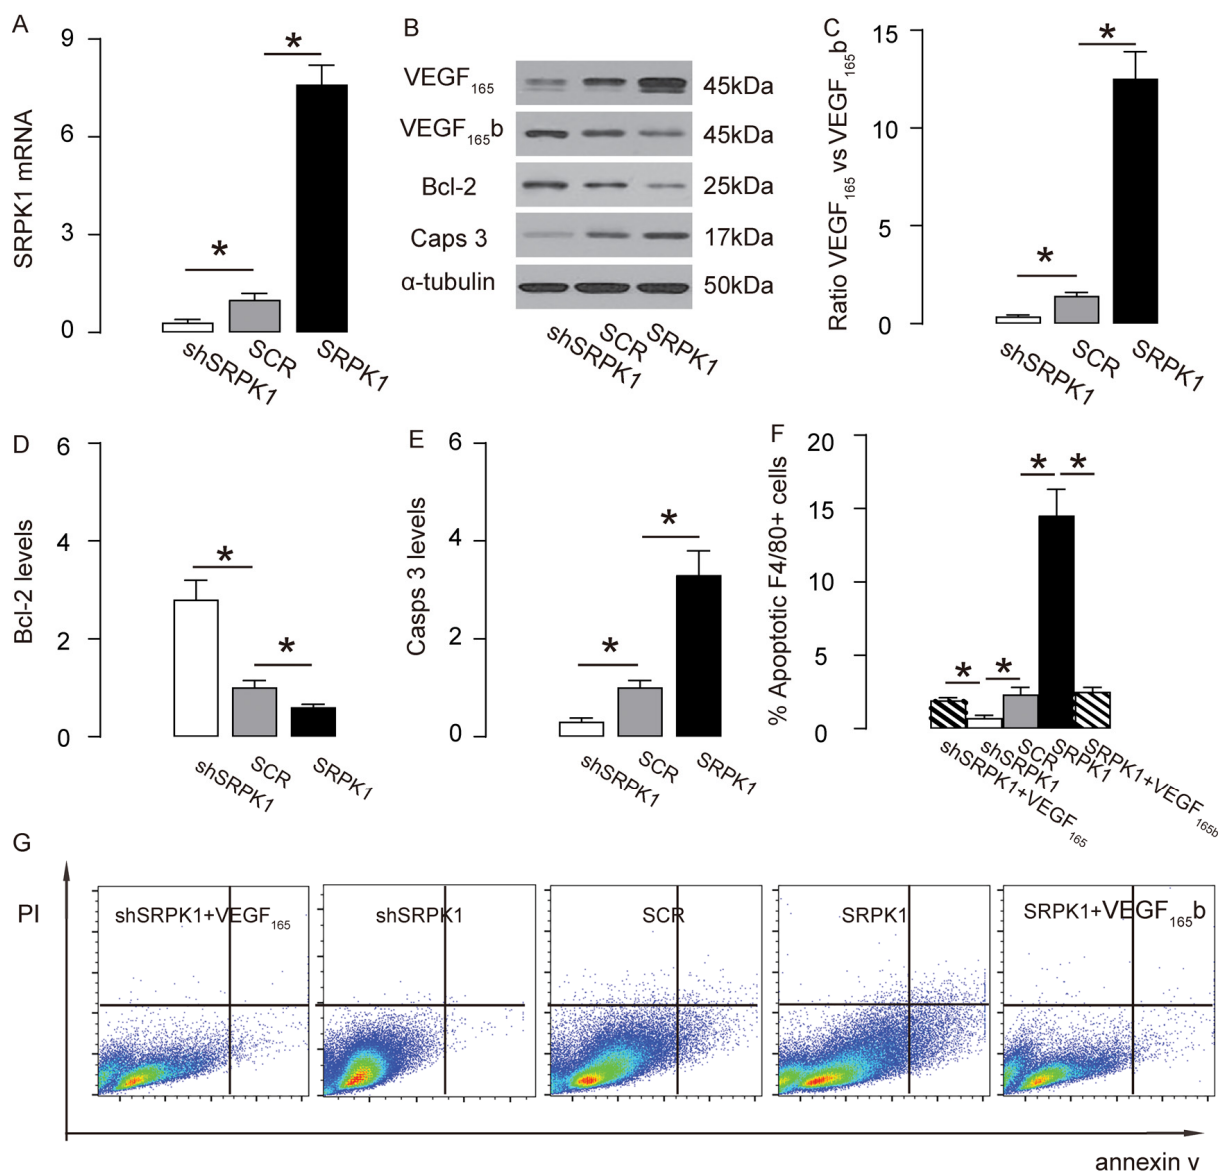 A
SRPK1 mRNA
9
6
3
0
*
*
shSRPK1
SCR
SRPK1
B
VEGF165
45kDa
VEGF165b
45kDa
Bcl-2
25kDa
Caps 3
17kDa
α-tubulin
50kDa
shSRPK1
SCR
SRPK1
C
Ratio VEGF165 vs VEGF165b
15
10
5
0
*
*
shSRPK1
SCR
SRPK1
D
Bcl-2 levels
6
4
2
0
*
*
shSRPK1
SCR
SRPK1
E
Casps 3 levels
6
4
2
0
*
*
shSRPK1
SCR
SRPK1
F
% Apoptotic F4/80+ cells
20
15
10
5
0
*
*
*
*
shSRPK1+VEGF165
shSRPK1
SCR
SRPK1
SRPK1+VEGF165b
G
PI
shSRPK1+VEGF165
shSRPK1
SCR
SRPK1
SRPK1+VEGF165b
annexin v